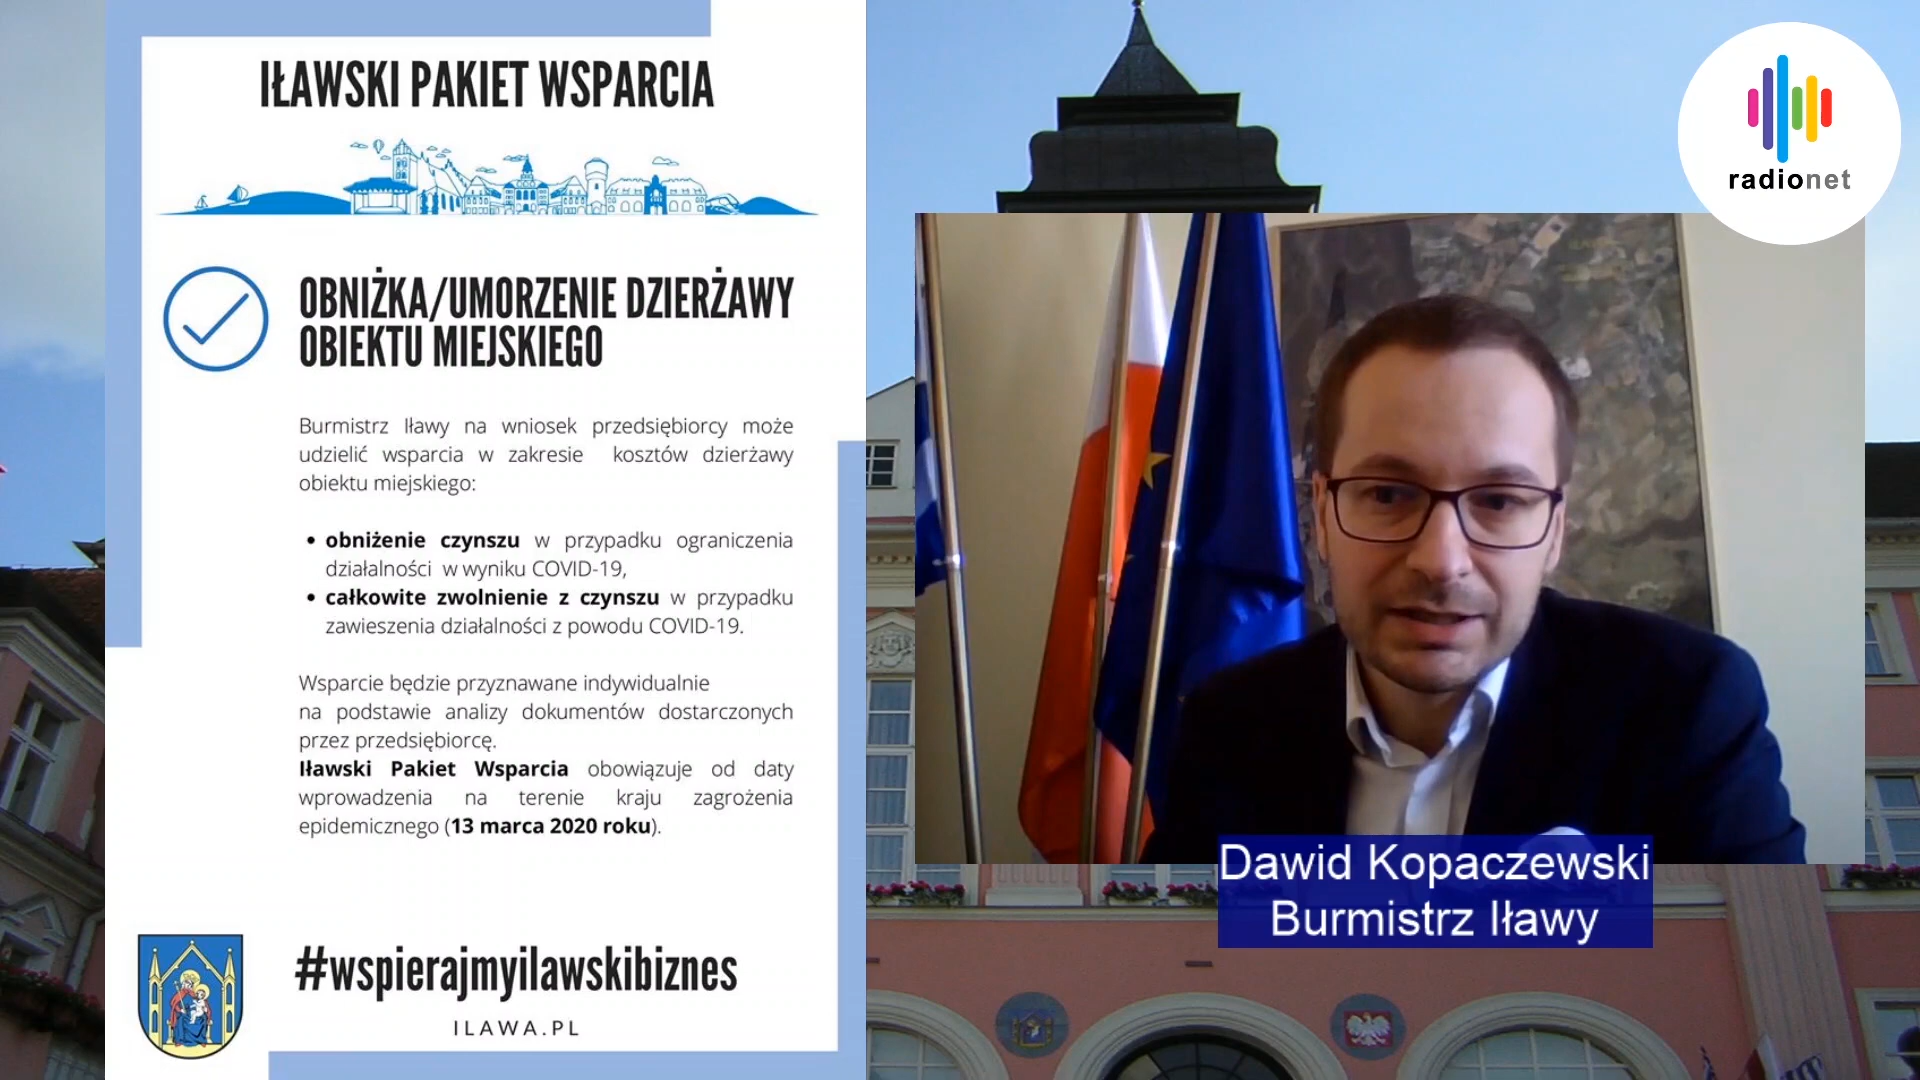 IŁAWSKI PAKIET WSPARCIA
OBNIŻKA/UMORZENIE DZIERŻAWY
OBIEKTU MIEJSKIEGO
Burmistrz Iławy na wniosek przedsiębiorcy może
udzielić wsparcia w zakresie kosztów dzierżawy
obiektu miejskiego:
• obniżenie czynszu w przypadku ograniczenia
działalności w wyniku COVID-19,
• całkowite zwolnienie z czynszu w przypadku
zawieszenia działalności z powodu COVID-19.
Wsparcie będzie przyznawane indywidualnie
na podstawie analizy dokumentów dostarczonych
przez przedsiębiorcę.
Iławski Pakiet Wsparcia obowiązuje od daty
wprowadzenia na terenie kraju zagrożenia
epidemicznego (13 marca 2020 roku).
#wspierajmyilawskibiznes
ILAWA.PL
radionet
Dawid Kopaczewski
Burmistrz Iławy